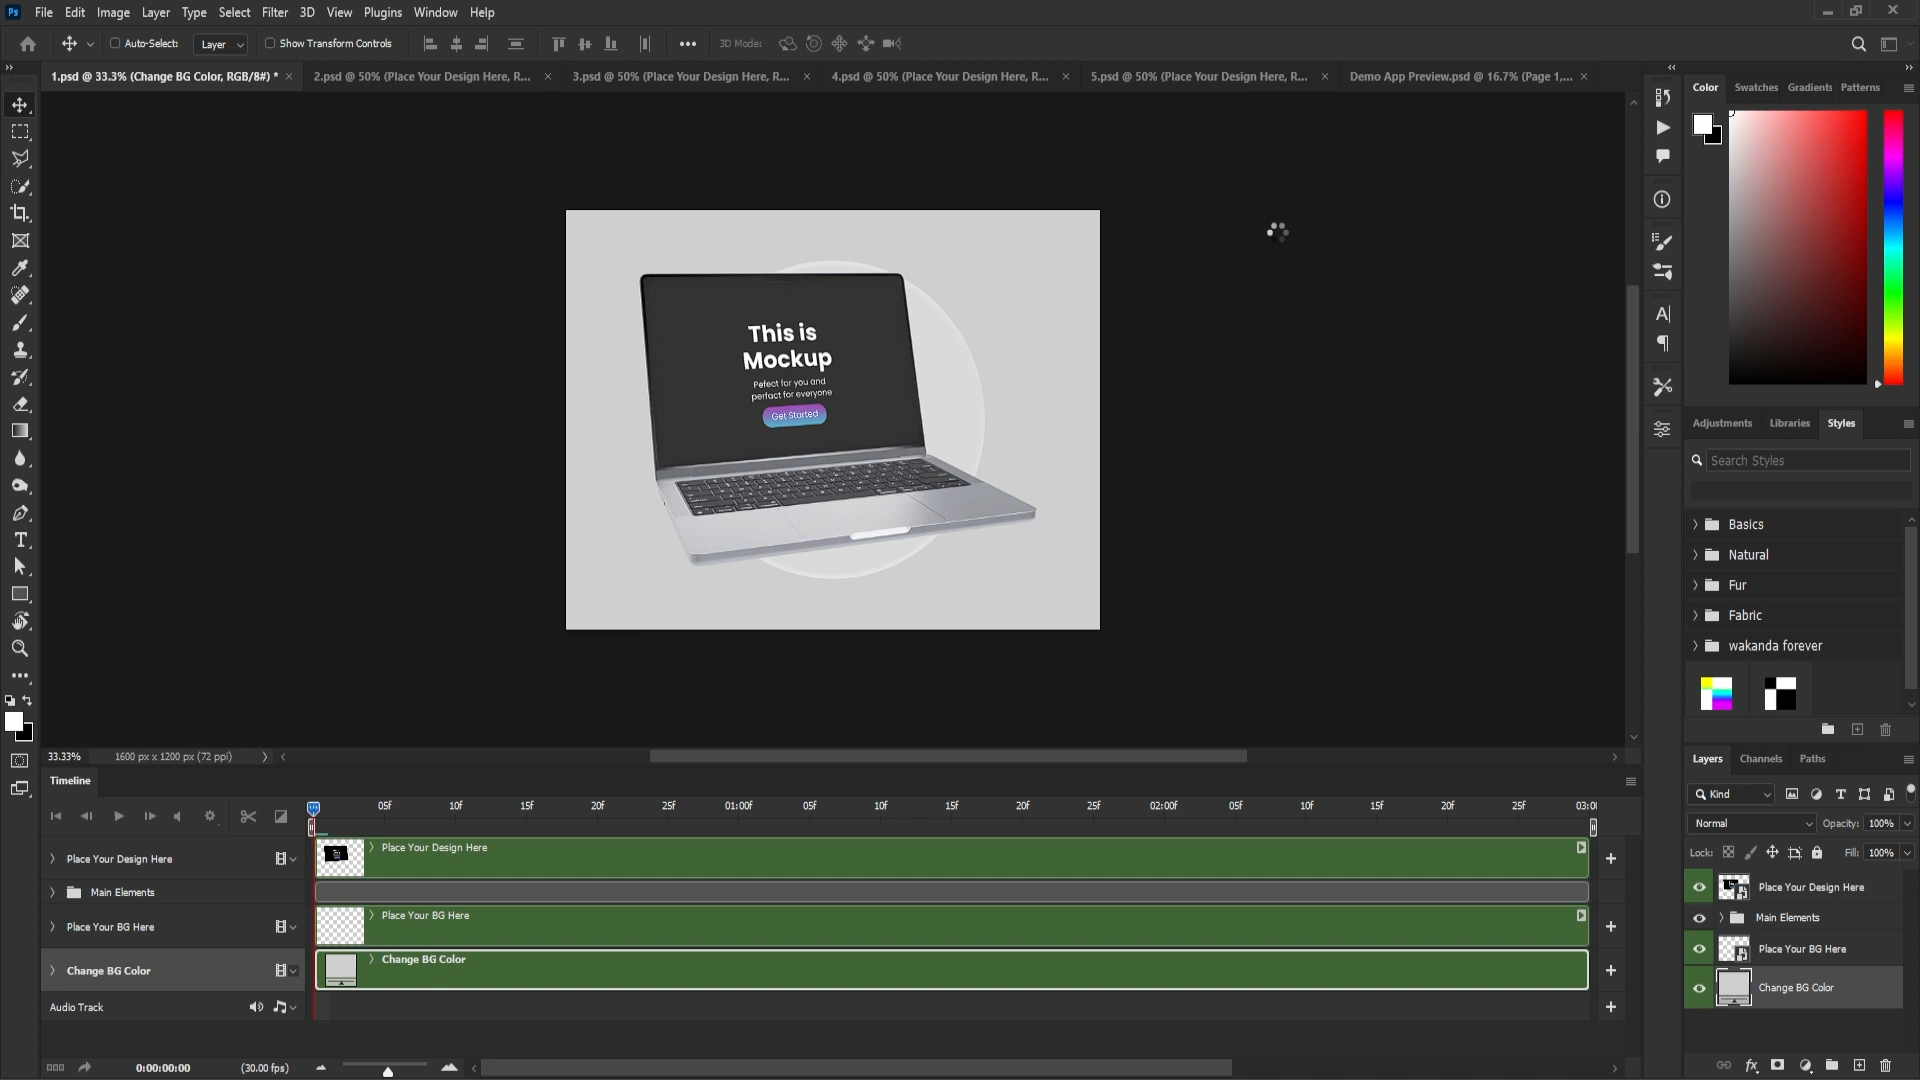 Ps File Edit Image Layer Type Select Filter 3D View Plugins Window Help
Auto-Select: Layer Show Transform Controls 3D Mode:
1.psd @ 33.3% (Change BG Color, RGB/8#) * 2.psd @ 50% (Place Your Design Here, R... 3.psd @ 50% (Place Your Design Here, R... 4.psd @ 50% (Place Your Design Here, R... 5.psd @ 50% (Place Your Design Here, R... Demo App Preview.psd @ 16.7% (Page 1,...
Color Swatches Gradients Patterns
This is
Mockup
Pefect for you and
perfact for everyone
Get Started
Adjustments Libraries Styles
Search Styles
Basics
Natural
Fur
Fabric
wakanda forever
33.33% 1600 px x 1200 px (72 ppi)
Timeline
05f 10f 15f 20f 25f 01:00f 05f 10f 15f 20f 25f 02:00f 05f 10f 15f 20f 25f 03:0
Place Your Design Here Place Your Design Here
Main Elements
Place Your BG Here Place Your BG Here
Change BG Color Change BG Color
Audio Track
0:00:00:00 (30.00 fps)
Layers Channels Paths
Kind
Normal Opacity: 100%
Lock: Fill: 100%
Place Your Design Here
Main Elements
Place Your BG Here
Change BG Color
fx